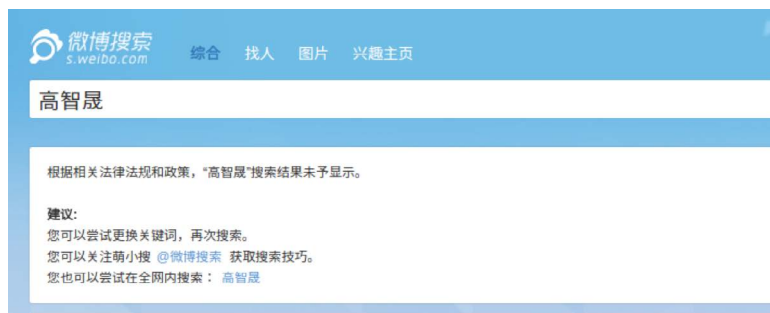 微博搜索
s.weibo.com
综合 找人 图片 兴趣主页
高智晟
根据相关法律法规和政策，“高智晟”搜索结果未予显示。
建议:
您可以尝试更换关键词，再次搜索。
您可以关注萌小搜 @微博搜索 获取搜索技巧。
您也可以尝试在全网内搜索： 高智晟